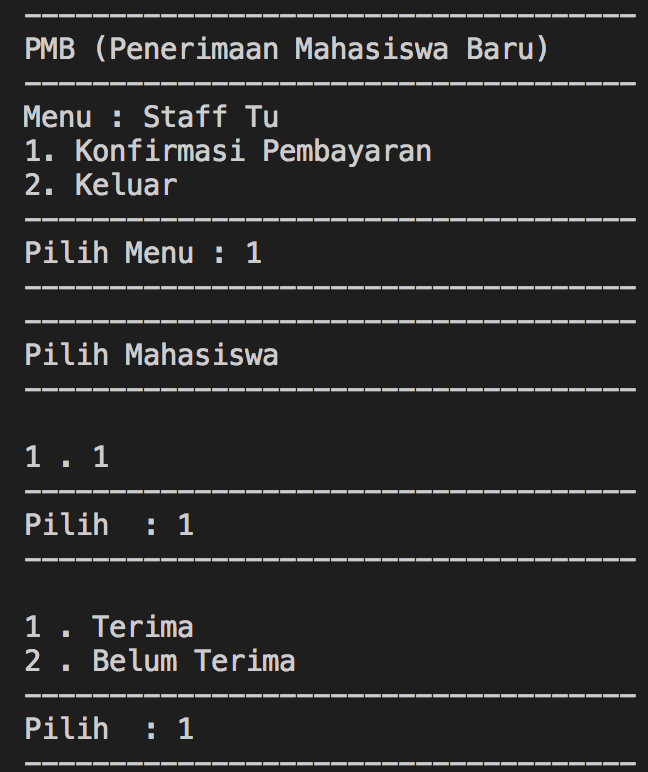 ------------------------------------
PMB (Penerimaan Mahasiswa Baru)
------------------------------------
Menu : Staff Tu
1. Konfirmasi Pembayaran
2. Keluar
------------------------------------
Pilih Menu : 1
------------------------------------
------------------------------------
Pilih Mahasiswa
------------------------------------
1 . 1
------------------------------------
Pilih  : 1
------------------------------------
1 . Terima
2 . Belum Terima
------------------------------------
Pilih  : 1
------------------------------------